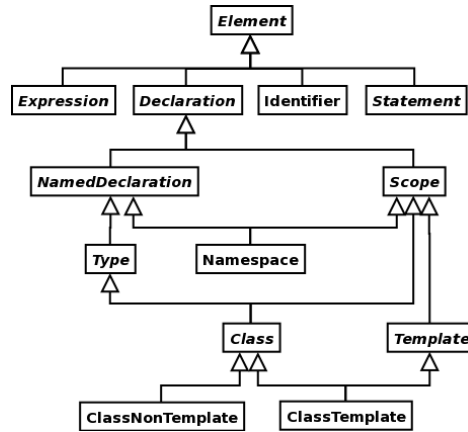 Element
Expression
Declaration
Identifier
Statement
NamedDeclaration
Scope
Type
Namespace
Class
Template
ClassNonTemplate
ClassTemplate